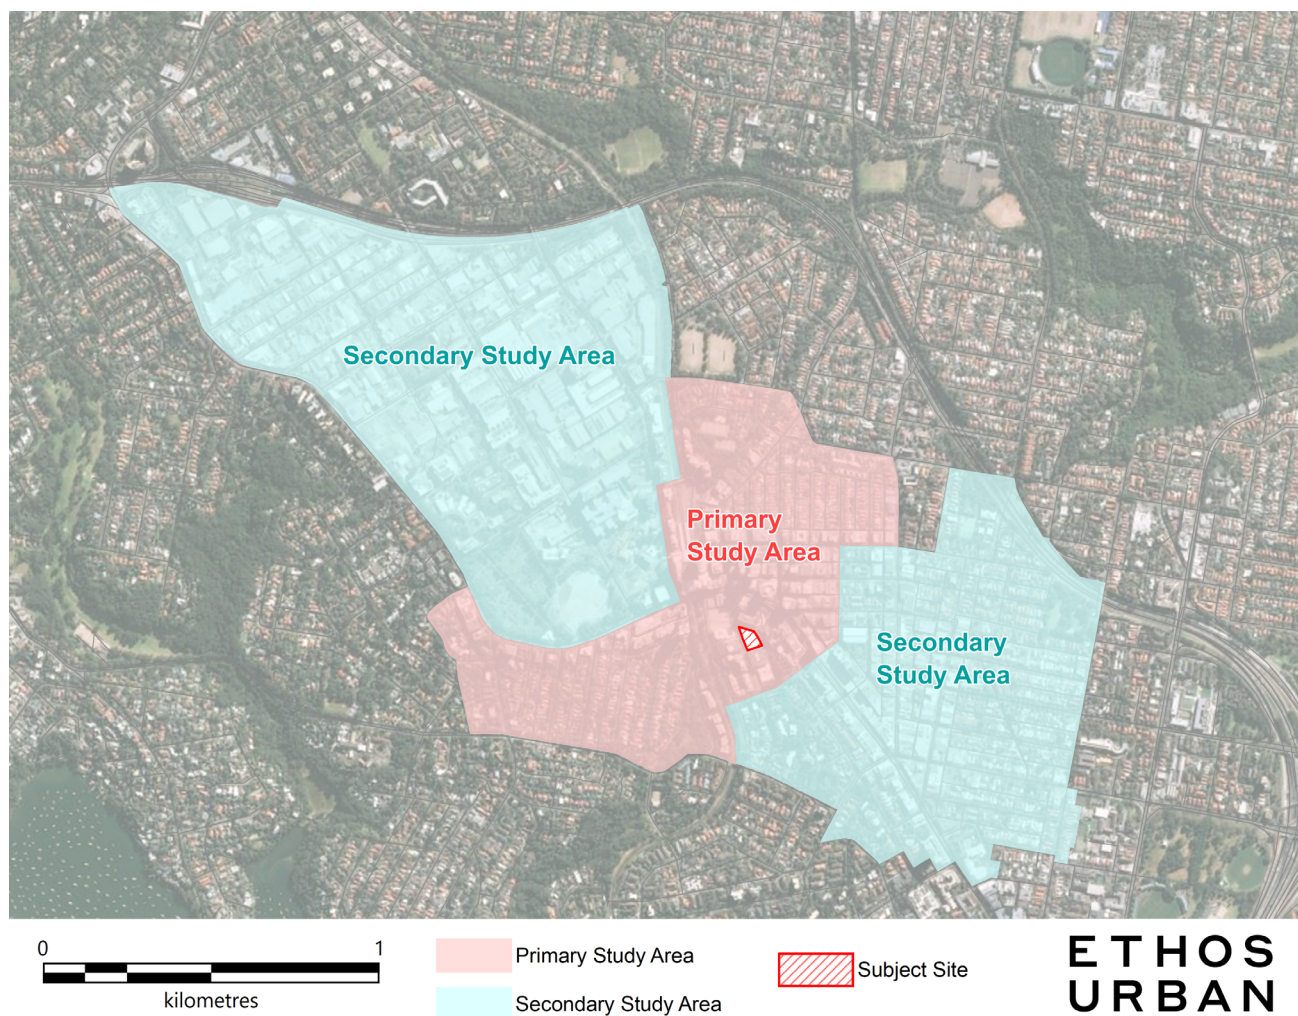 Secondary Study Area
Primary
Study Area
Secondary
Study Area
0 1
kilometres
Primary Study Area
Secondary Study Area
Subject Site
ETHOS
URBAN